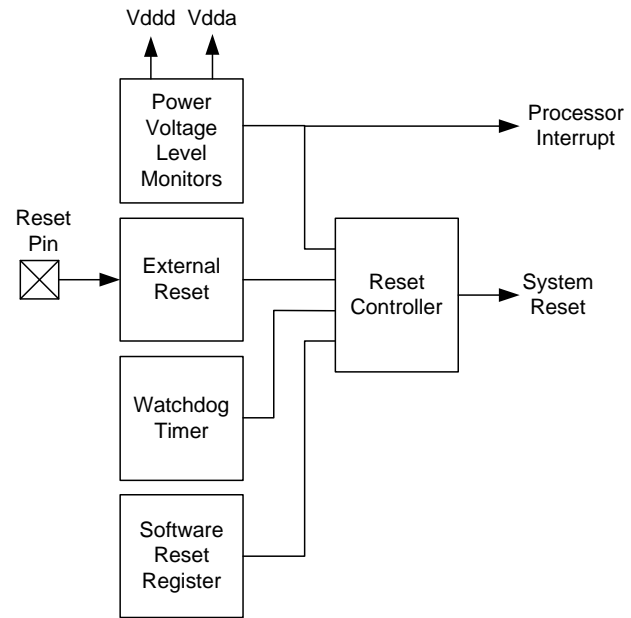 Vddd Vdda
Power
Voltage
Level
Monitors
Processor
Interrupt
Reset
Pin
External
Reset
Reset
Controller
System
Reset
Watchdog
Timer
Software
Reset
Register